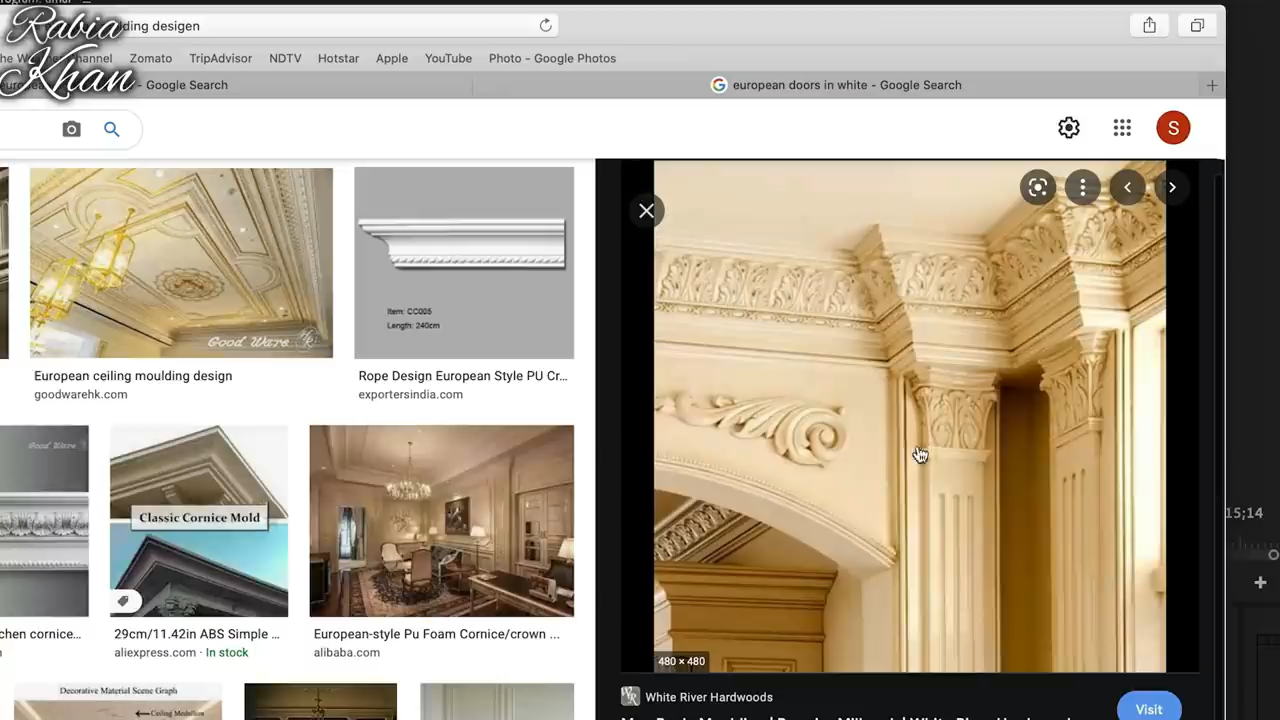 Rabia
Khan
ding desigen
Zomato
TripAdvisor
NDTV
Hotstar
Apple
YouTube
Photo - Google Photos
- Google Search
european doors in white - Google Search
S
Good Ware
European ceiling moulding design
goodwarehk.com
Item: CC005
Length: 240cm
Rope Design European Style PU Cr...
exportersindia.com
Good Ware
Classic Cornice Mold
chen cornice...
29cm/11.42in ABS Simple ...
aliexpress.com · In stock
European-style Pu Foam Cornice/crown ...
alibaba.com
Decorative Material Scene Graph
Ceiling Medallion
480 × 480
White River Hardwoods
Visit
15;14